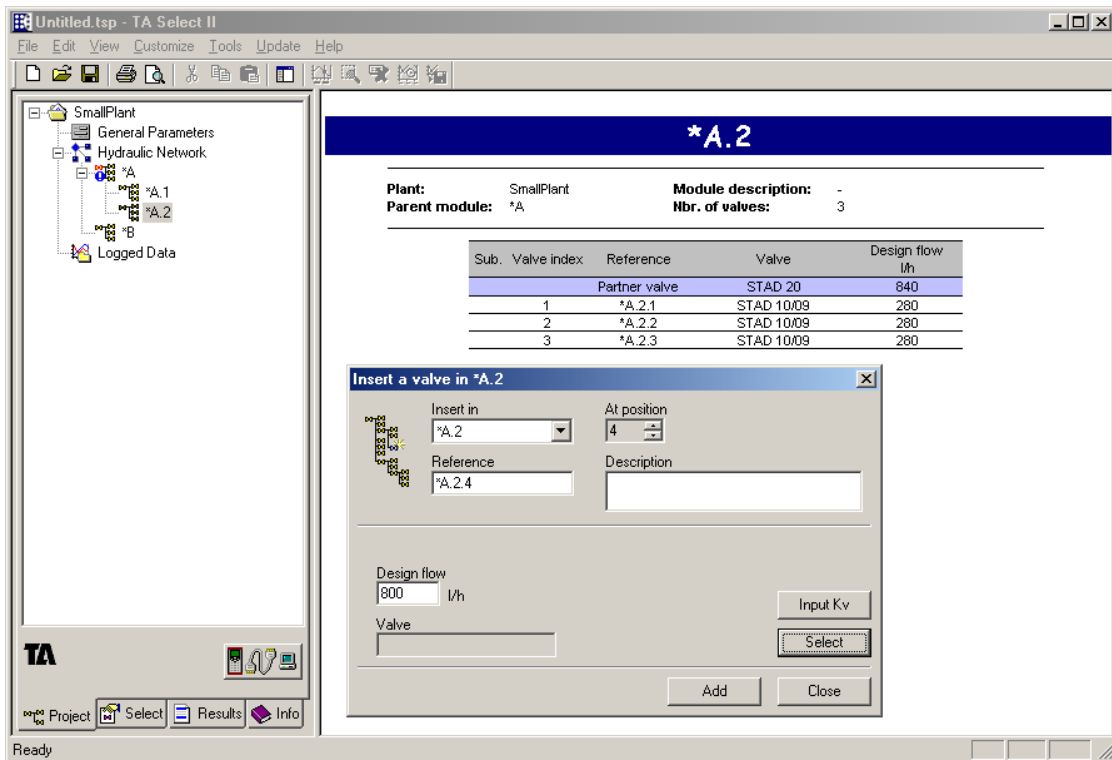 Untitled.tsp - TA Select II
File Edit View Customize Tools Update Help
SmallPlant
General Parameters
Hydraulic Network
*A
*A.1
*A.2
*B
Logged Data
TA
Project Select Results Info
Ready
*A.2
Plant: SmallPlant Module description: -
Parent module: *A Nbr. of valves: 3
Sub. Valve index Reference Valve Design flow l/h
Partner valve STAD 20 840
1 *A.2.1 STAD 10/09 280
2 *A.2.2 STAD 10/09 280
3 *A.2.3 STAD 10/09 280
Insert a valve in *A.2
Insert in At position
*A.2 4
Reference Description
*A.2.4
Design flow
800 l/h
Input Kv
Valve
Select
Add Close